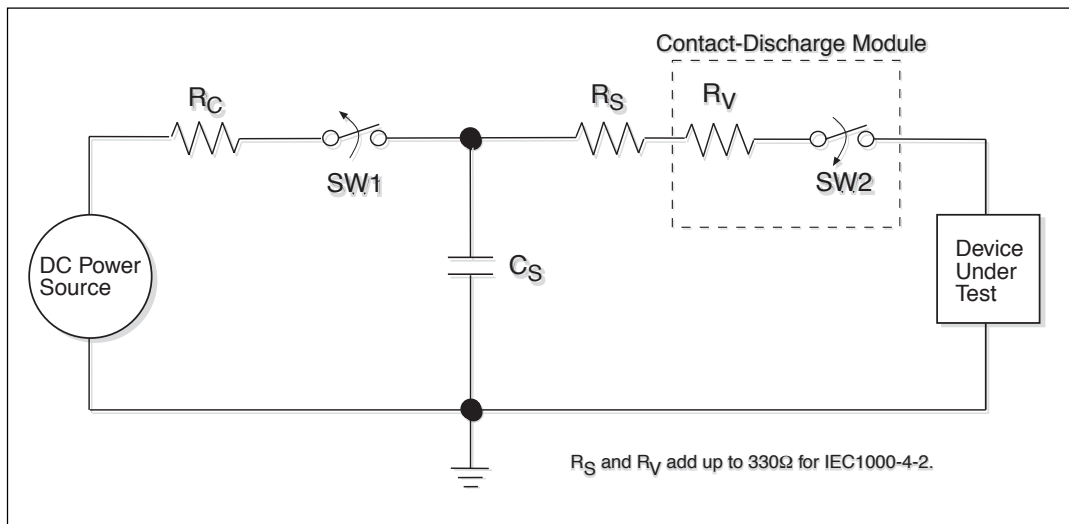 Contact-Discharge Module
RC
RS
RV
SW1
SW2
CS
DC Power
Source
Device
Under
Test
RS and RV add up to 330Ω for IEC1000-4-2.